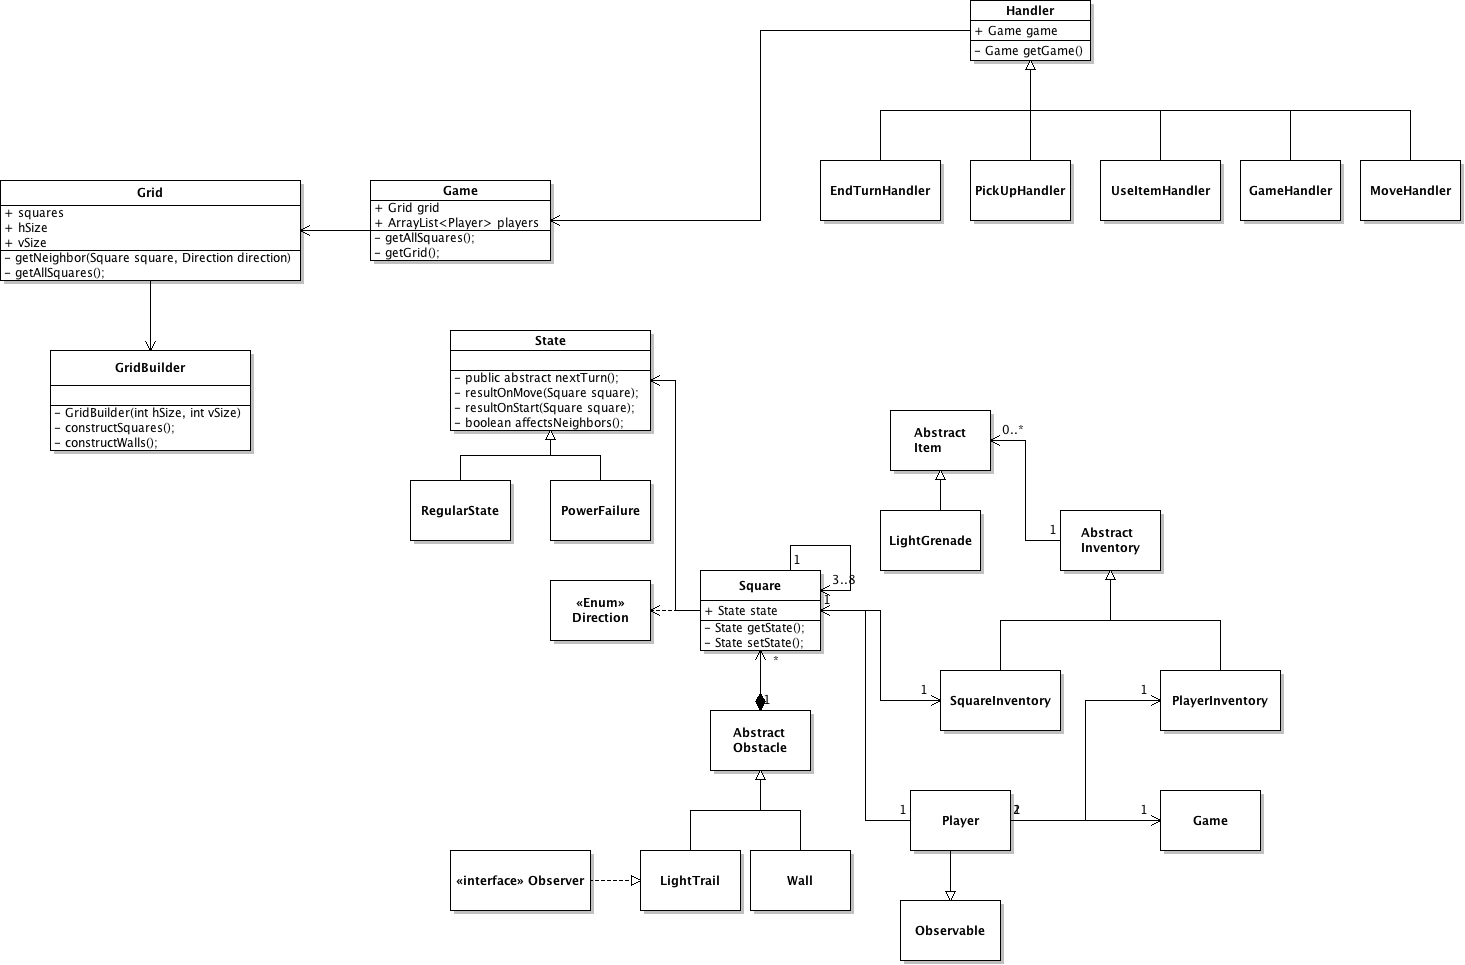 Handler
+ Game game
- Game getGame()
EndTurnHandler
PickUpHandler
UseItemHandler
GameHandler
MoveHandler
Grid
+ squares
+ hSize
+ vSize
- getNeighbor(Square square, Direction direction)
- getAllSquares();
Game
+ Grid grid
+ ArrayList<Player> players
- getAllSquares();
- getGrid();
GridBuilder
- GridBuilder(int hSize, int vSize)
- constructSquares();
- constructWalls();
State
- public abstract nextTurn();
- resultOnMove(Square square);
- resultOnStart(Square square);
- boolean affectsNeighbors();
RegularState
PowerFailure
Abstract
Item
0..*
LightGrenade
1
Abstract
Inventory
«Enum»
Direction
1
3..8
1
Square
+ State state
- State getState();
- State setState();
*
1
Abstract
Obstacle
1
SquareInventory
1
PlayerInventory
1
Player
1
Game
«interface» Observer
LightTrail
Wall
Observable